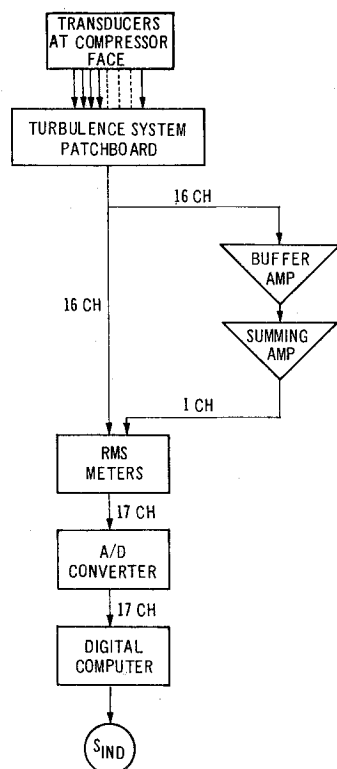 TRANSDUCERS
AT COMPRESSOR
FACE
TURBULENCE SYSTEM
PATCHBOARD
16 CH
BUFFER
AMP
16 CH
SUMMING
AMP
1 CH
RMS
METERS
17 CH
A/D
CONVERTER
17 CH
DIGITAL
COMPUTER
SIND